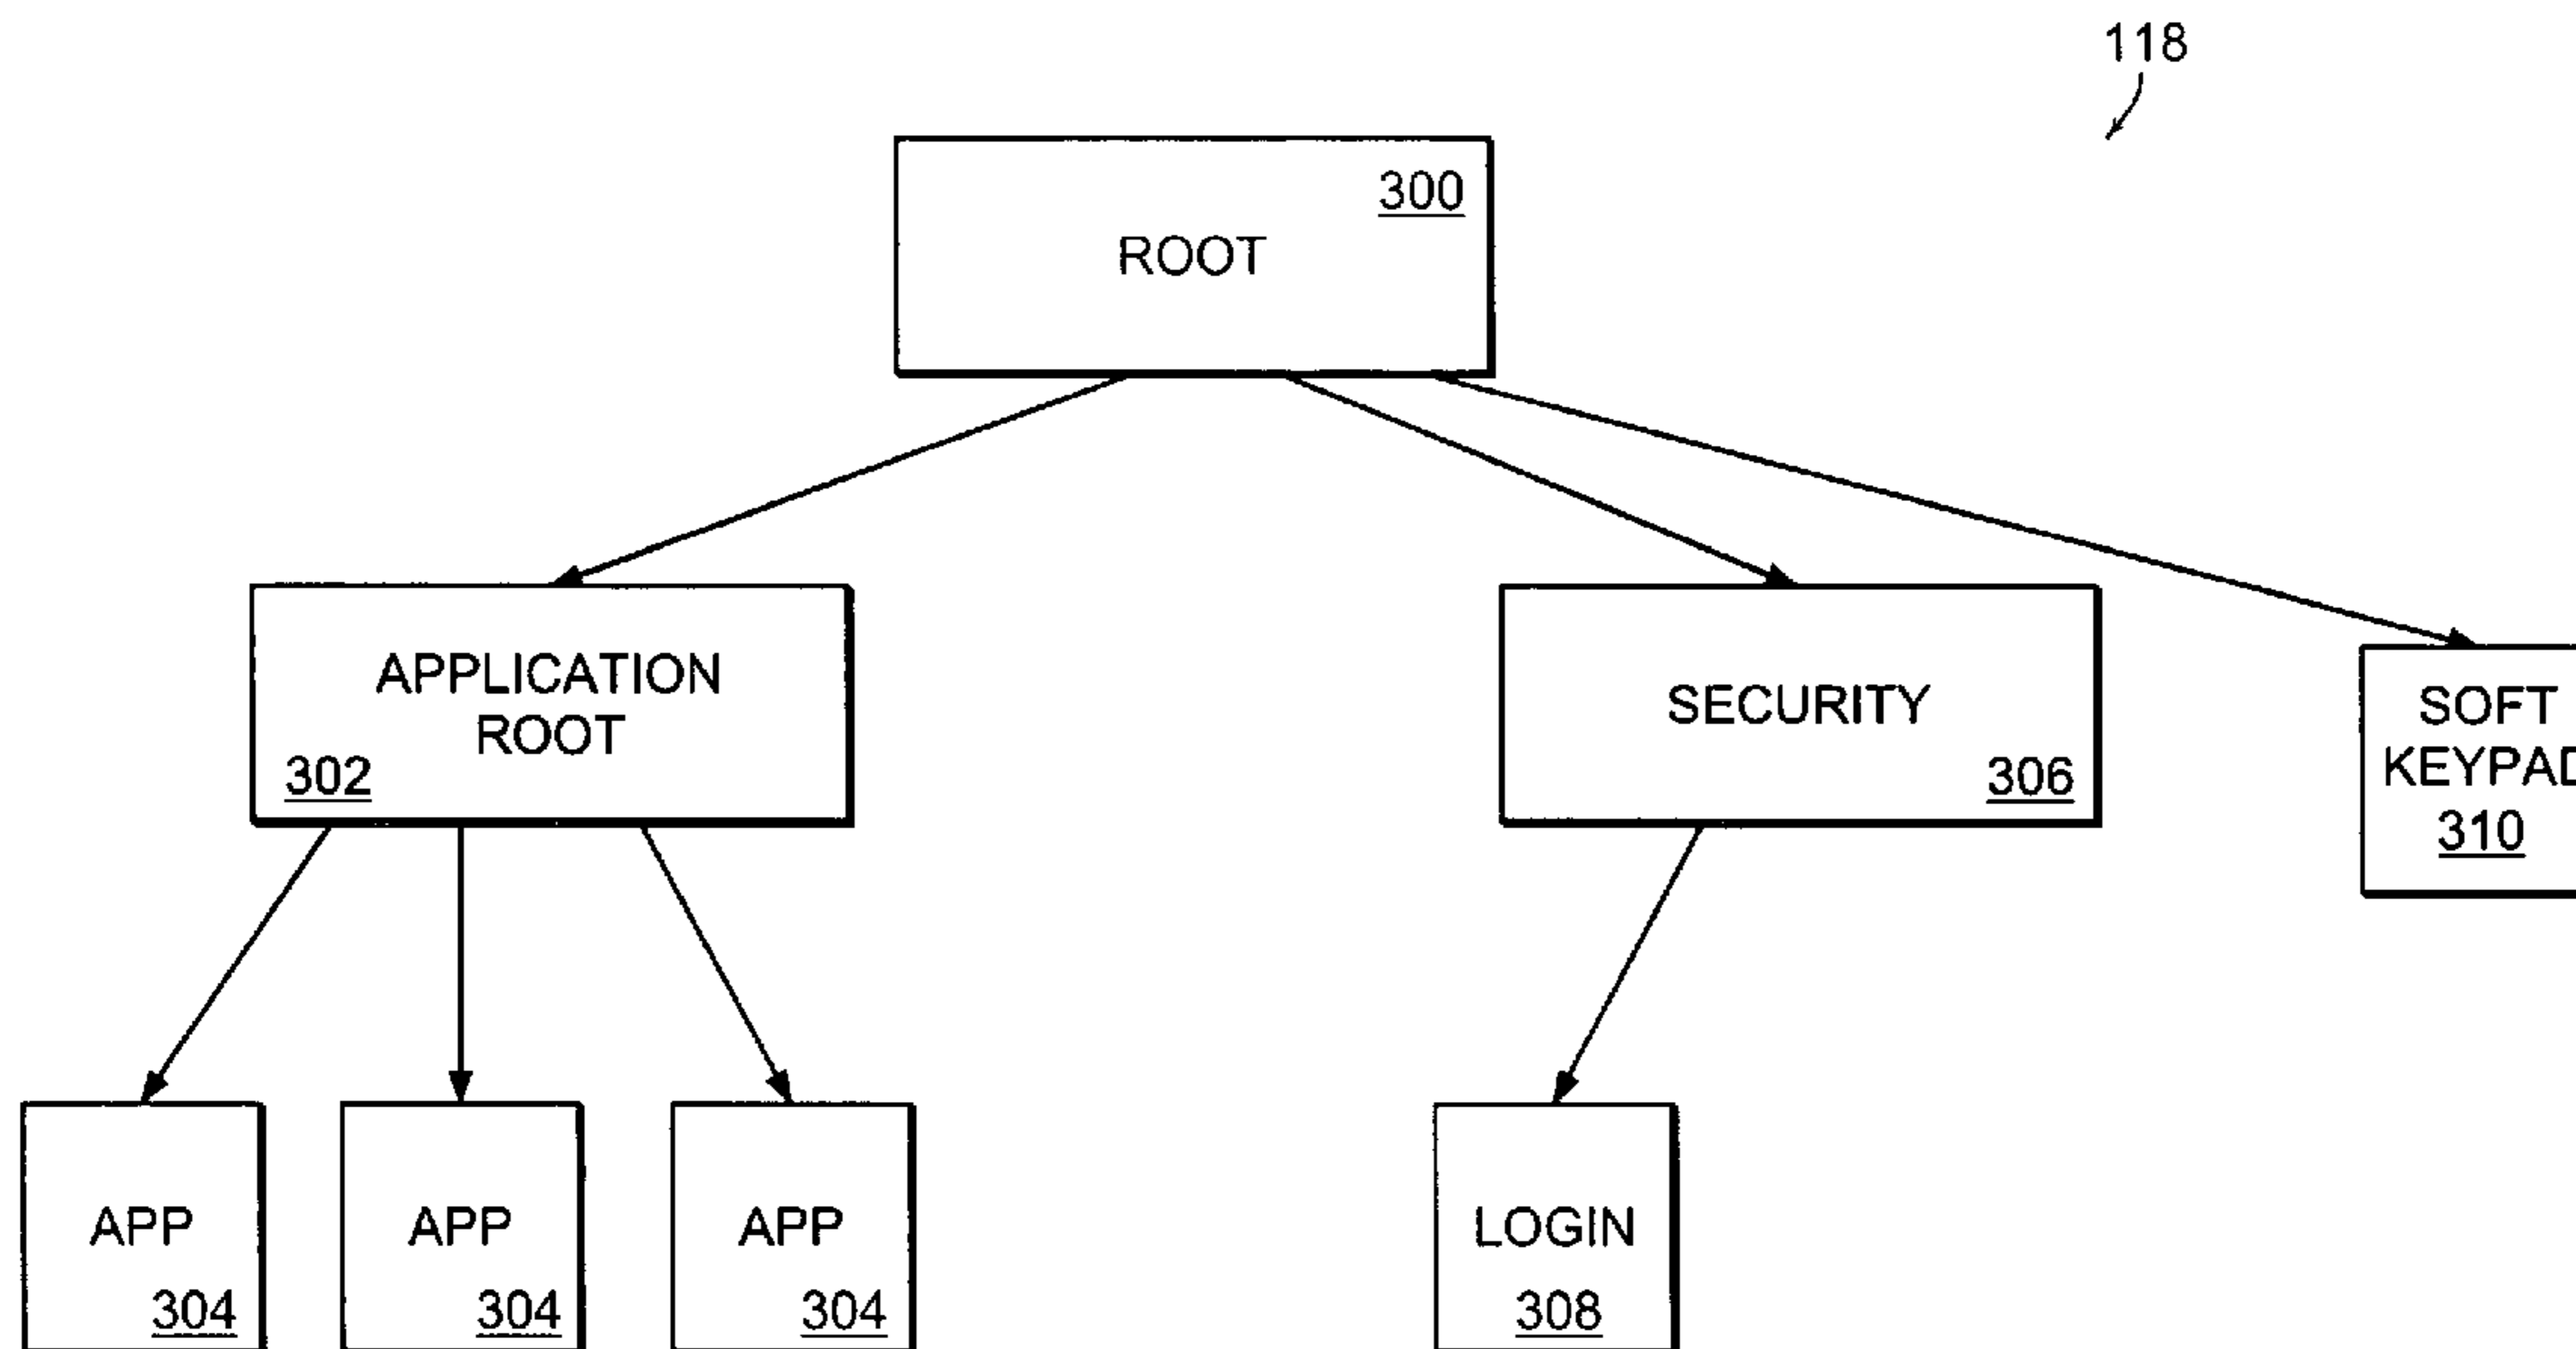 118
300
ROOT
APPLICATION
ROOT
302
SECURITY
306
SOFT
KEYPAD
310
APP
304
APP
304
APP
304
LOGIN
308